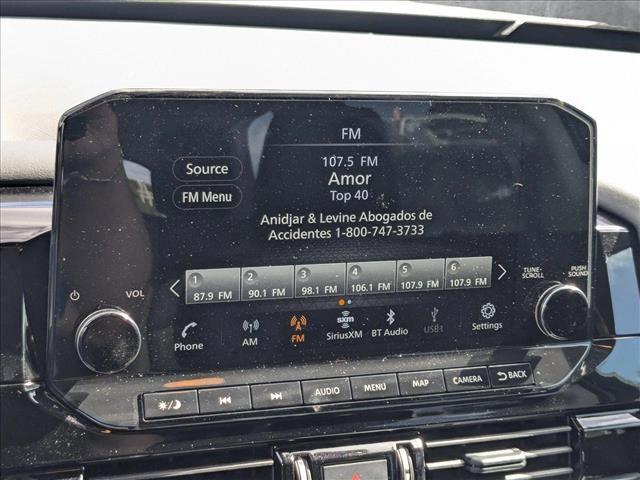 FM
107.5 FM
Amor
Top 40
Source
FM Menu
Anidjar & Levine Abogados de
Accidentes 1-800-747-3733
1 2 3 4 5 6
87.9 FM 90.1 FM 98.1 FM 106.1 FM 107.9 FM 107.9 FM
VOL
TUNE·
SCROLL
PUSH
SOUND
Phone
AM
FM
sxm
SiriusXM
BT Audio
USB1
Settings
AUDIO
MENU
MAP
CAMERA
BACK